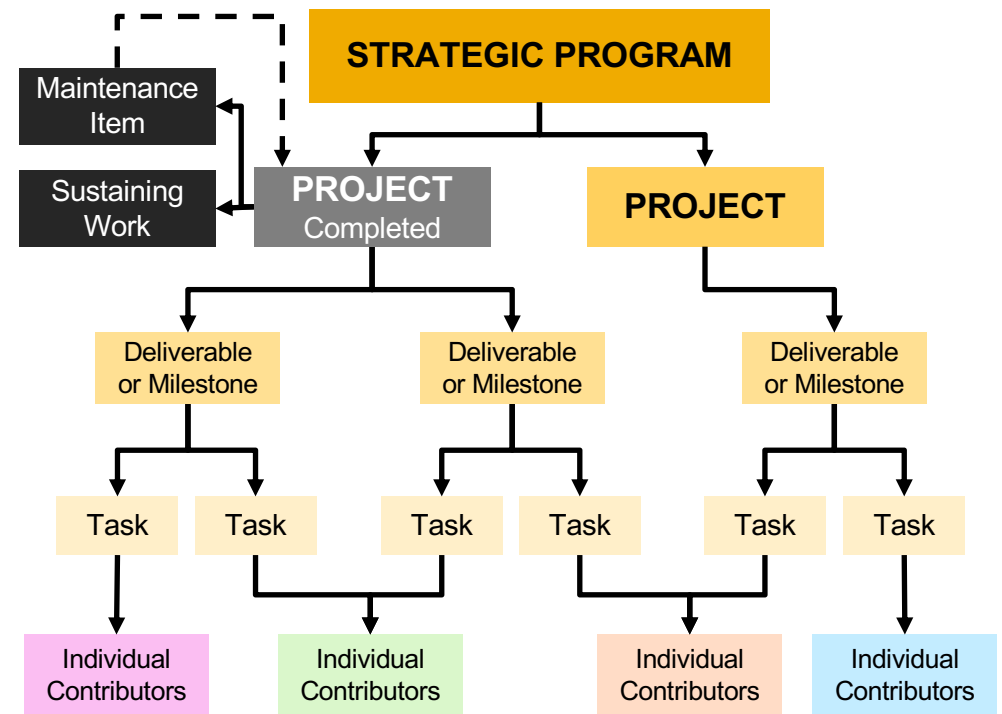 STRATEGIC PROGRAM
Maintenance
Item
Sustaining
Work
PROJECT
Completed
PROJECT
Deliverable
or Milestone
Deliverable
or Milestone
Deliverable
or Milestone
Task
Task
Task
Task
Task
Task
Individual
Contributors
Individual
Contributors
Individual
Contributors
Individual
Contributors